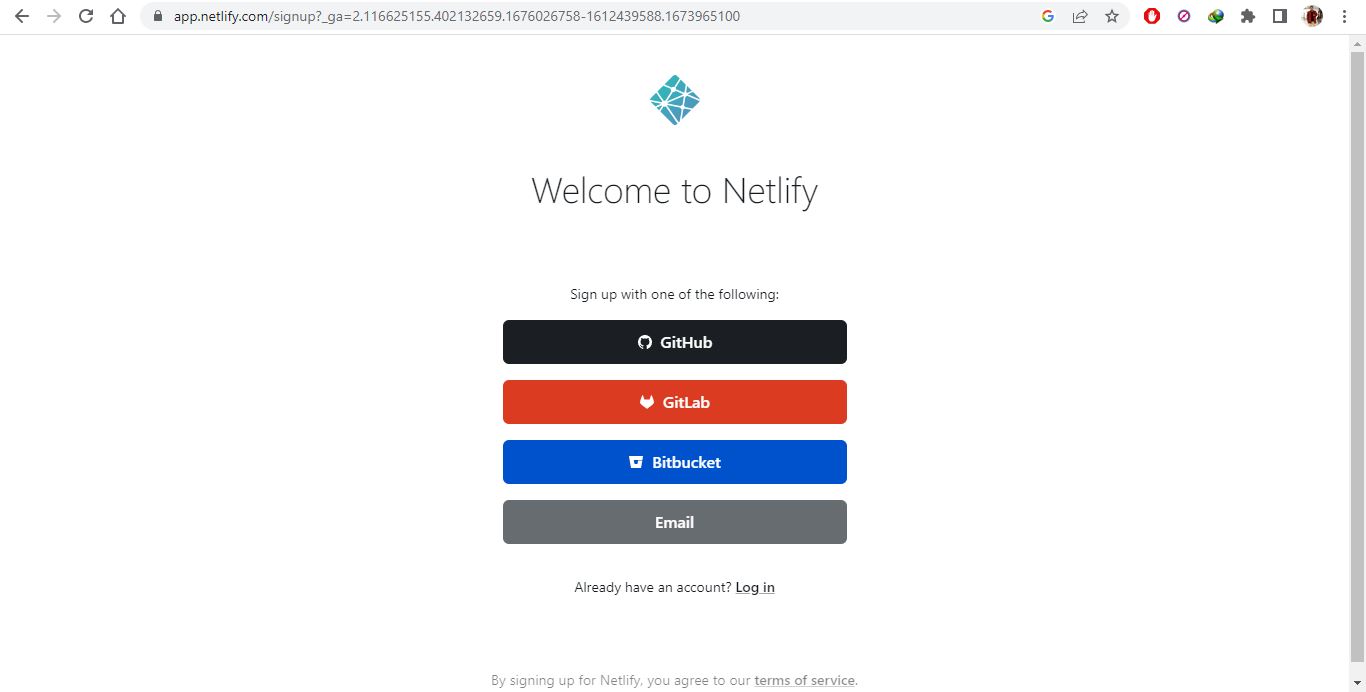 app.netlify.com/signup?_ga=2.116625155.402132659.1676026758-1612439588.1673965100
Welcome to Netlify
Sign up with one of the following:
GitHub
GitLab
Bitbucket
Email
Already have an account? Log in
By signing up for Netlify, you agree to our terms of service.